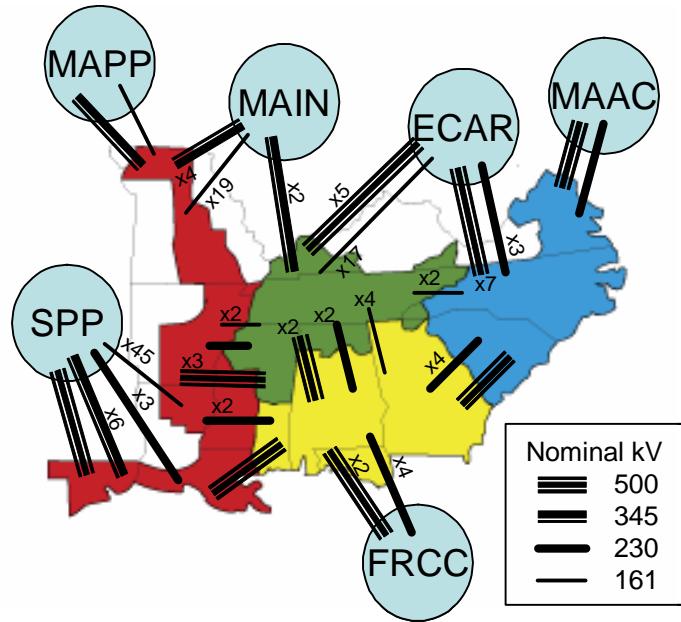 MAPP
MAIN
ECAR
MAAC
x4
x19
x2
x5
x17
x3
x7
x2
SPP
x45
x3
x6
x2
x3
x2
x2
x2
x4
x4
x2
x4
FRCC
Nominal kV
500
345
230
161